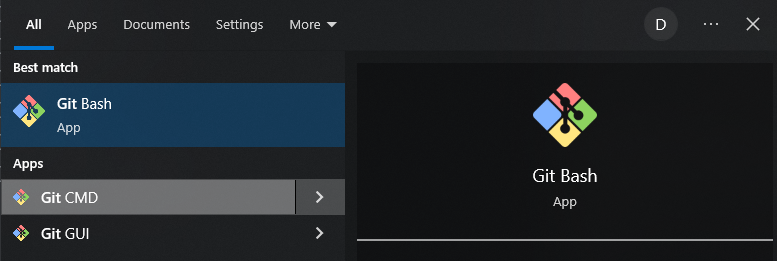 All Apps Documents Settings More D
Best match
Git Bash
App
Apps
Git CMD
Git GUI
Git Bash
App